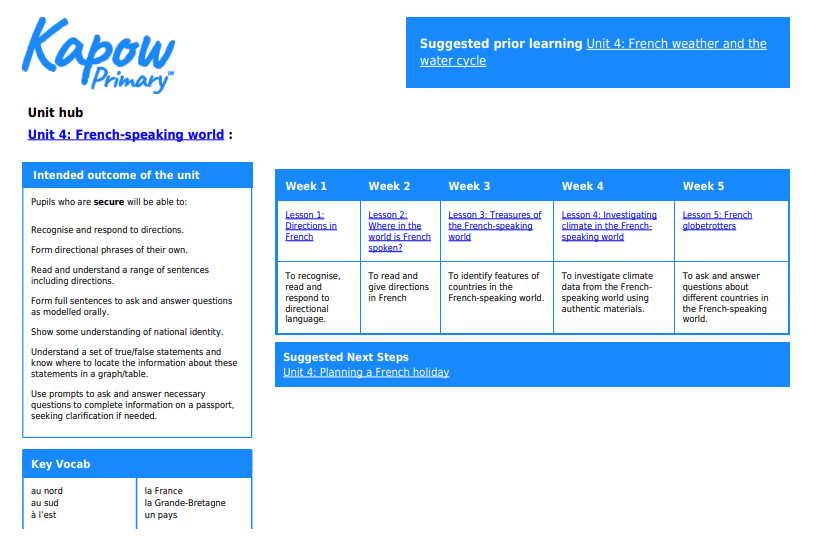 Kapow
Primary™
Suggested prior learning Unit 4: French weather and the
water cycle
Unit hub
Unit 4: French-speaking world :
Intended outcome of the unit
Pupils who are secure will be able to:
Recognise and respond to directions.
Form directional phrases of their own.
Read and understand a range of sentences
including directions.
Form full sentences to ask and answer questions
as modelled orally.
Show some understanding of national identity.
Understand a set of true/false statements and
know where to locate the information about these
statements in a graph/table.
Use prompts to ask and answer necessary
questions to complete information on a passport,
seeking clarification if needed.
Key Vocab
au nord
au sud
à l'est
la France
la Grande-Bretagne
un pays
Week 1
Week 2
Week 3
Week 4
Week 5
Lesson 1:
Directions in
French
Lesson 2:
Where in the
world is French
spoken?
Lesson 3: Treasures of
the French-speaking
world
Lesson 4: Investigating
climate in the French-
speaking world
Lesson 5: French
globetrotters
To recognise,
read and
respond to
directional
language.
To read and
give directions
in French
To identify features of
countries in the
French-speaking world.
To investigate climate
data from the French-
speaking world using
authentic materials.
To ask and answer
questions about
different countries in
the French-speaking
world.
Suggested Next Steps
Unit 4: Planning a French holiday